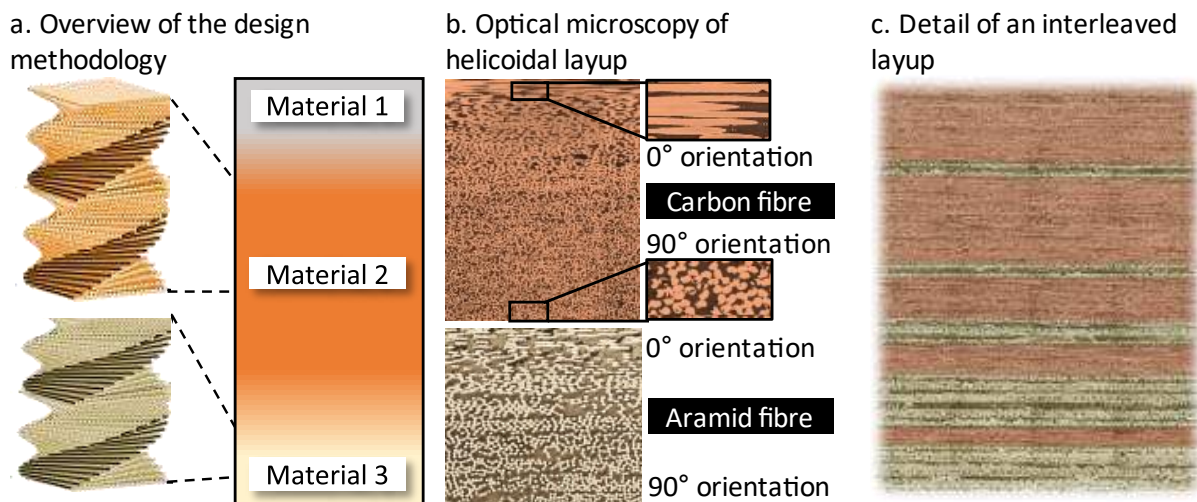 a. Overview of the design
methodology
Material 1
Material 2
Material 3
b. Optical microscopy of
helicoidal layup
0° orientation
Carbon fibre
90° orientation
0° orientation
Aramid fibre
90° orientation
c. Detail of an interleaved
layup